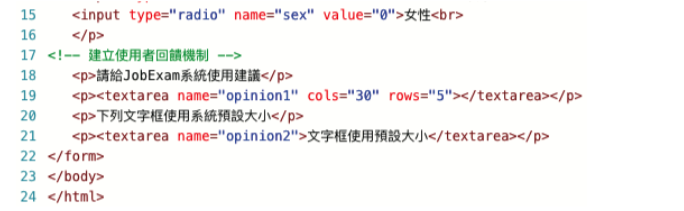 15 <input type="radio" name="sex" value="0">女性<br>
16 </p>
17 <!-- 建立使用者回饋機制 -->
18 <p>請給JobExam系統使用建議</p>
19 <p><textarea name="opinion1" cols="30" rows="5"></textarea></p>
20 <p>下列文字框使用系統預設大小</p>
21 <p><textarea name="opinion2">文字框使用預設大小</textarea></p>
22 </form>
23 </body>
24 </html>